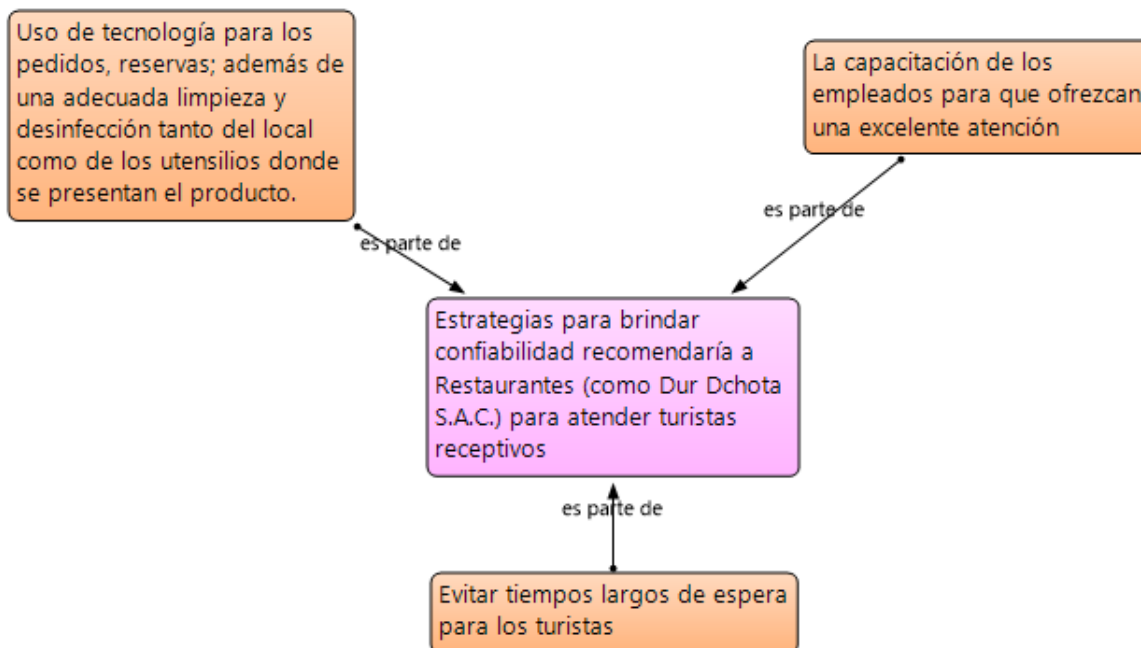 Uso de tecnología para los
pedidos, reservas; además de
una adecuada limpieza y
desinfección tanto del local
como de los utensilios donde
se presentan el producto.
La capacitación de los
empleados para que ofrezcan
una excelente atención
es parte de
es parte de
Estrategias para brindar
confiabilidad recomendaría a
Restaurantes (como Dur Dchota
S.A.C.) para atender turistas
receptivos
es parte de
Evitar tiempos largos de espera
para los turistas